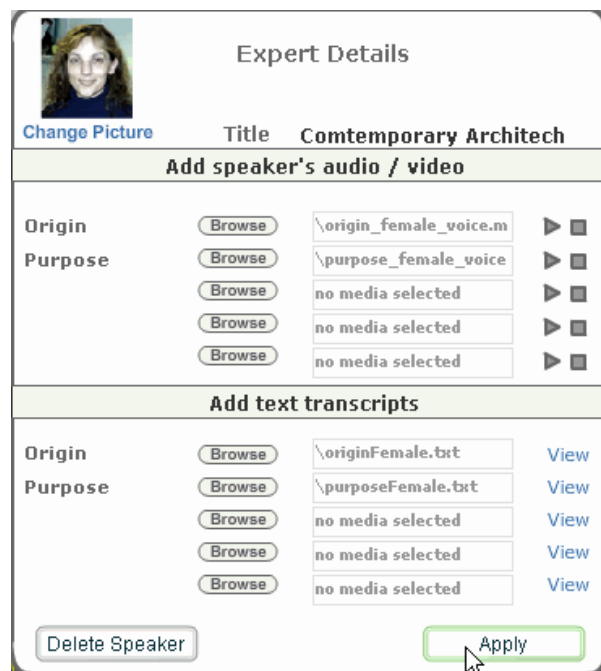 Expert Details
Change Picture
Title Comtemporary Architech
Add speaker's audio / video
Origin Browse \origin_female_voice.m
Purpose Browse \purpose_female_voice
Browse no media selected
Browse no media selected
Browse no media selected
Add text transcripts
Origin Browse \originFemale.txt View
Purpose Browse \purposeFemale.txt View
Browse no media selected View
Browse no media selected View
Browse no media selected View
Delete Speaker Apply